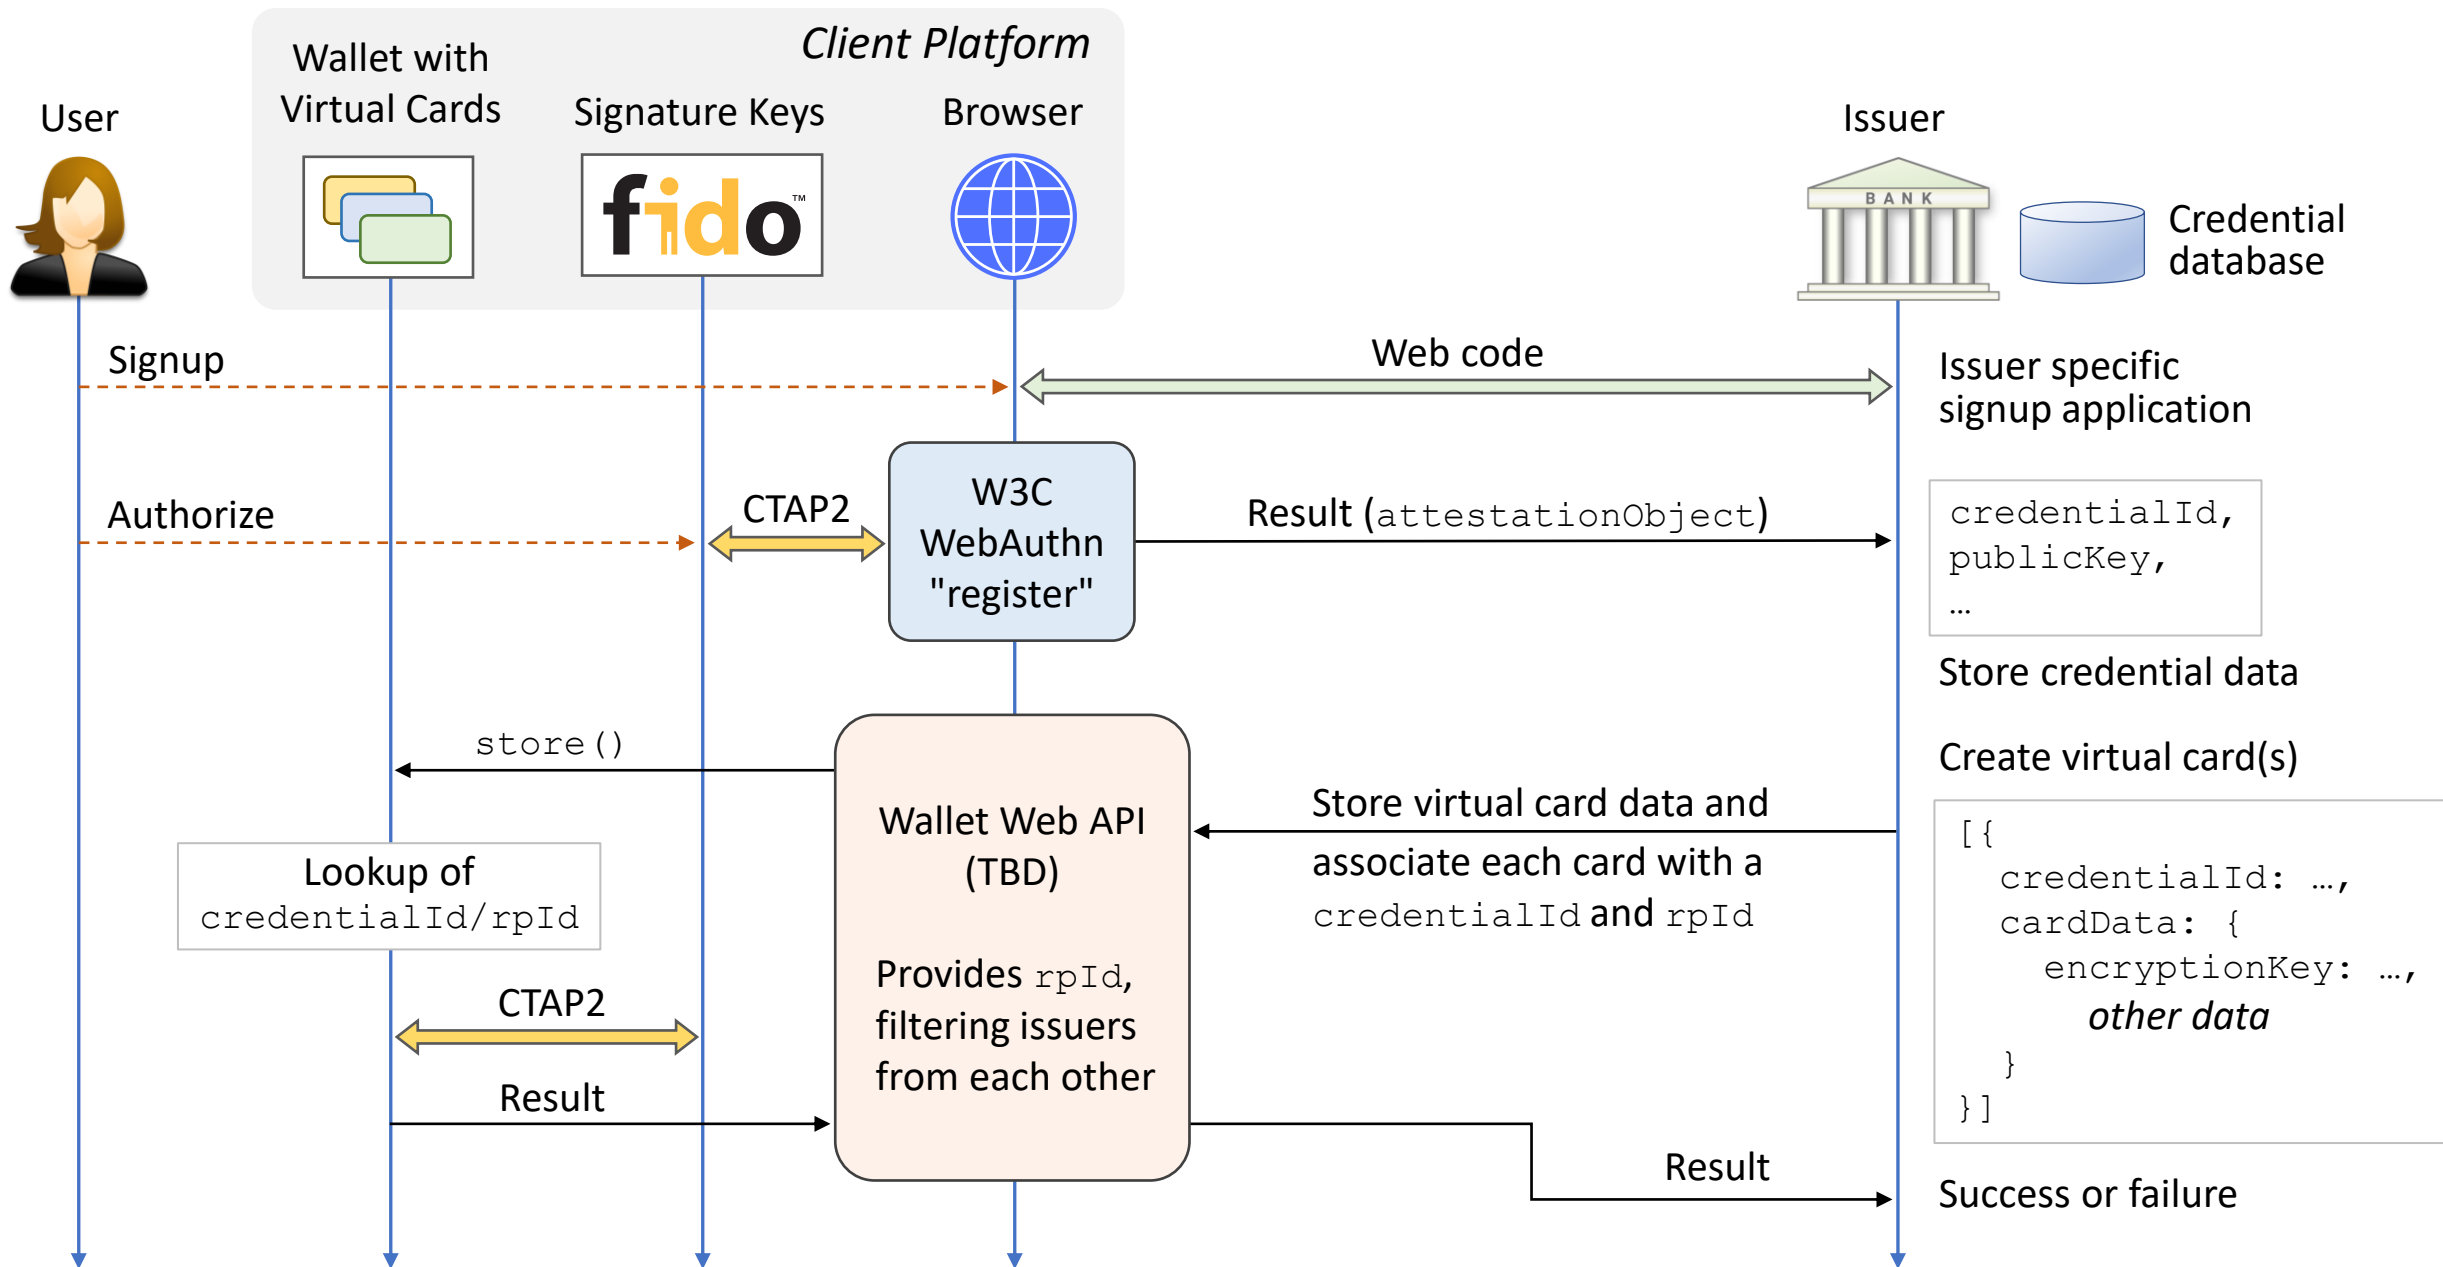 Client Platform
Wallet with
Virtual Cards
User
Signature Keys
Browser
Issuer
fido™
BANK
Credential
database
Signup
Web code
Issuer specific
signup application
Authorize
CTAP2
W3C
WebAuthn
"register"
Result (attestationObject)
credentialId,
publicKey,
…
Store credential data
store()
Create virtual card(s)
Wallet Web API
(TBD)
Provides rpId,
filtering issuers
from each other
Store virtual card data and
associate each card with a
credentialId and rpId
[{
credentialId: …,
cardData: {
encryptionKey: …,
other data
}
}]
Lookup of
credentialId/rpId
CTAP2
Result
Result
Success or failure